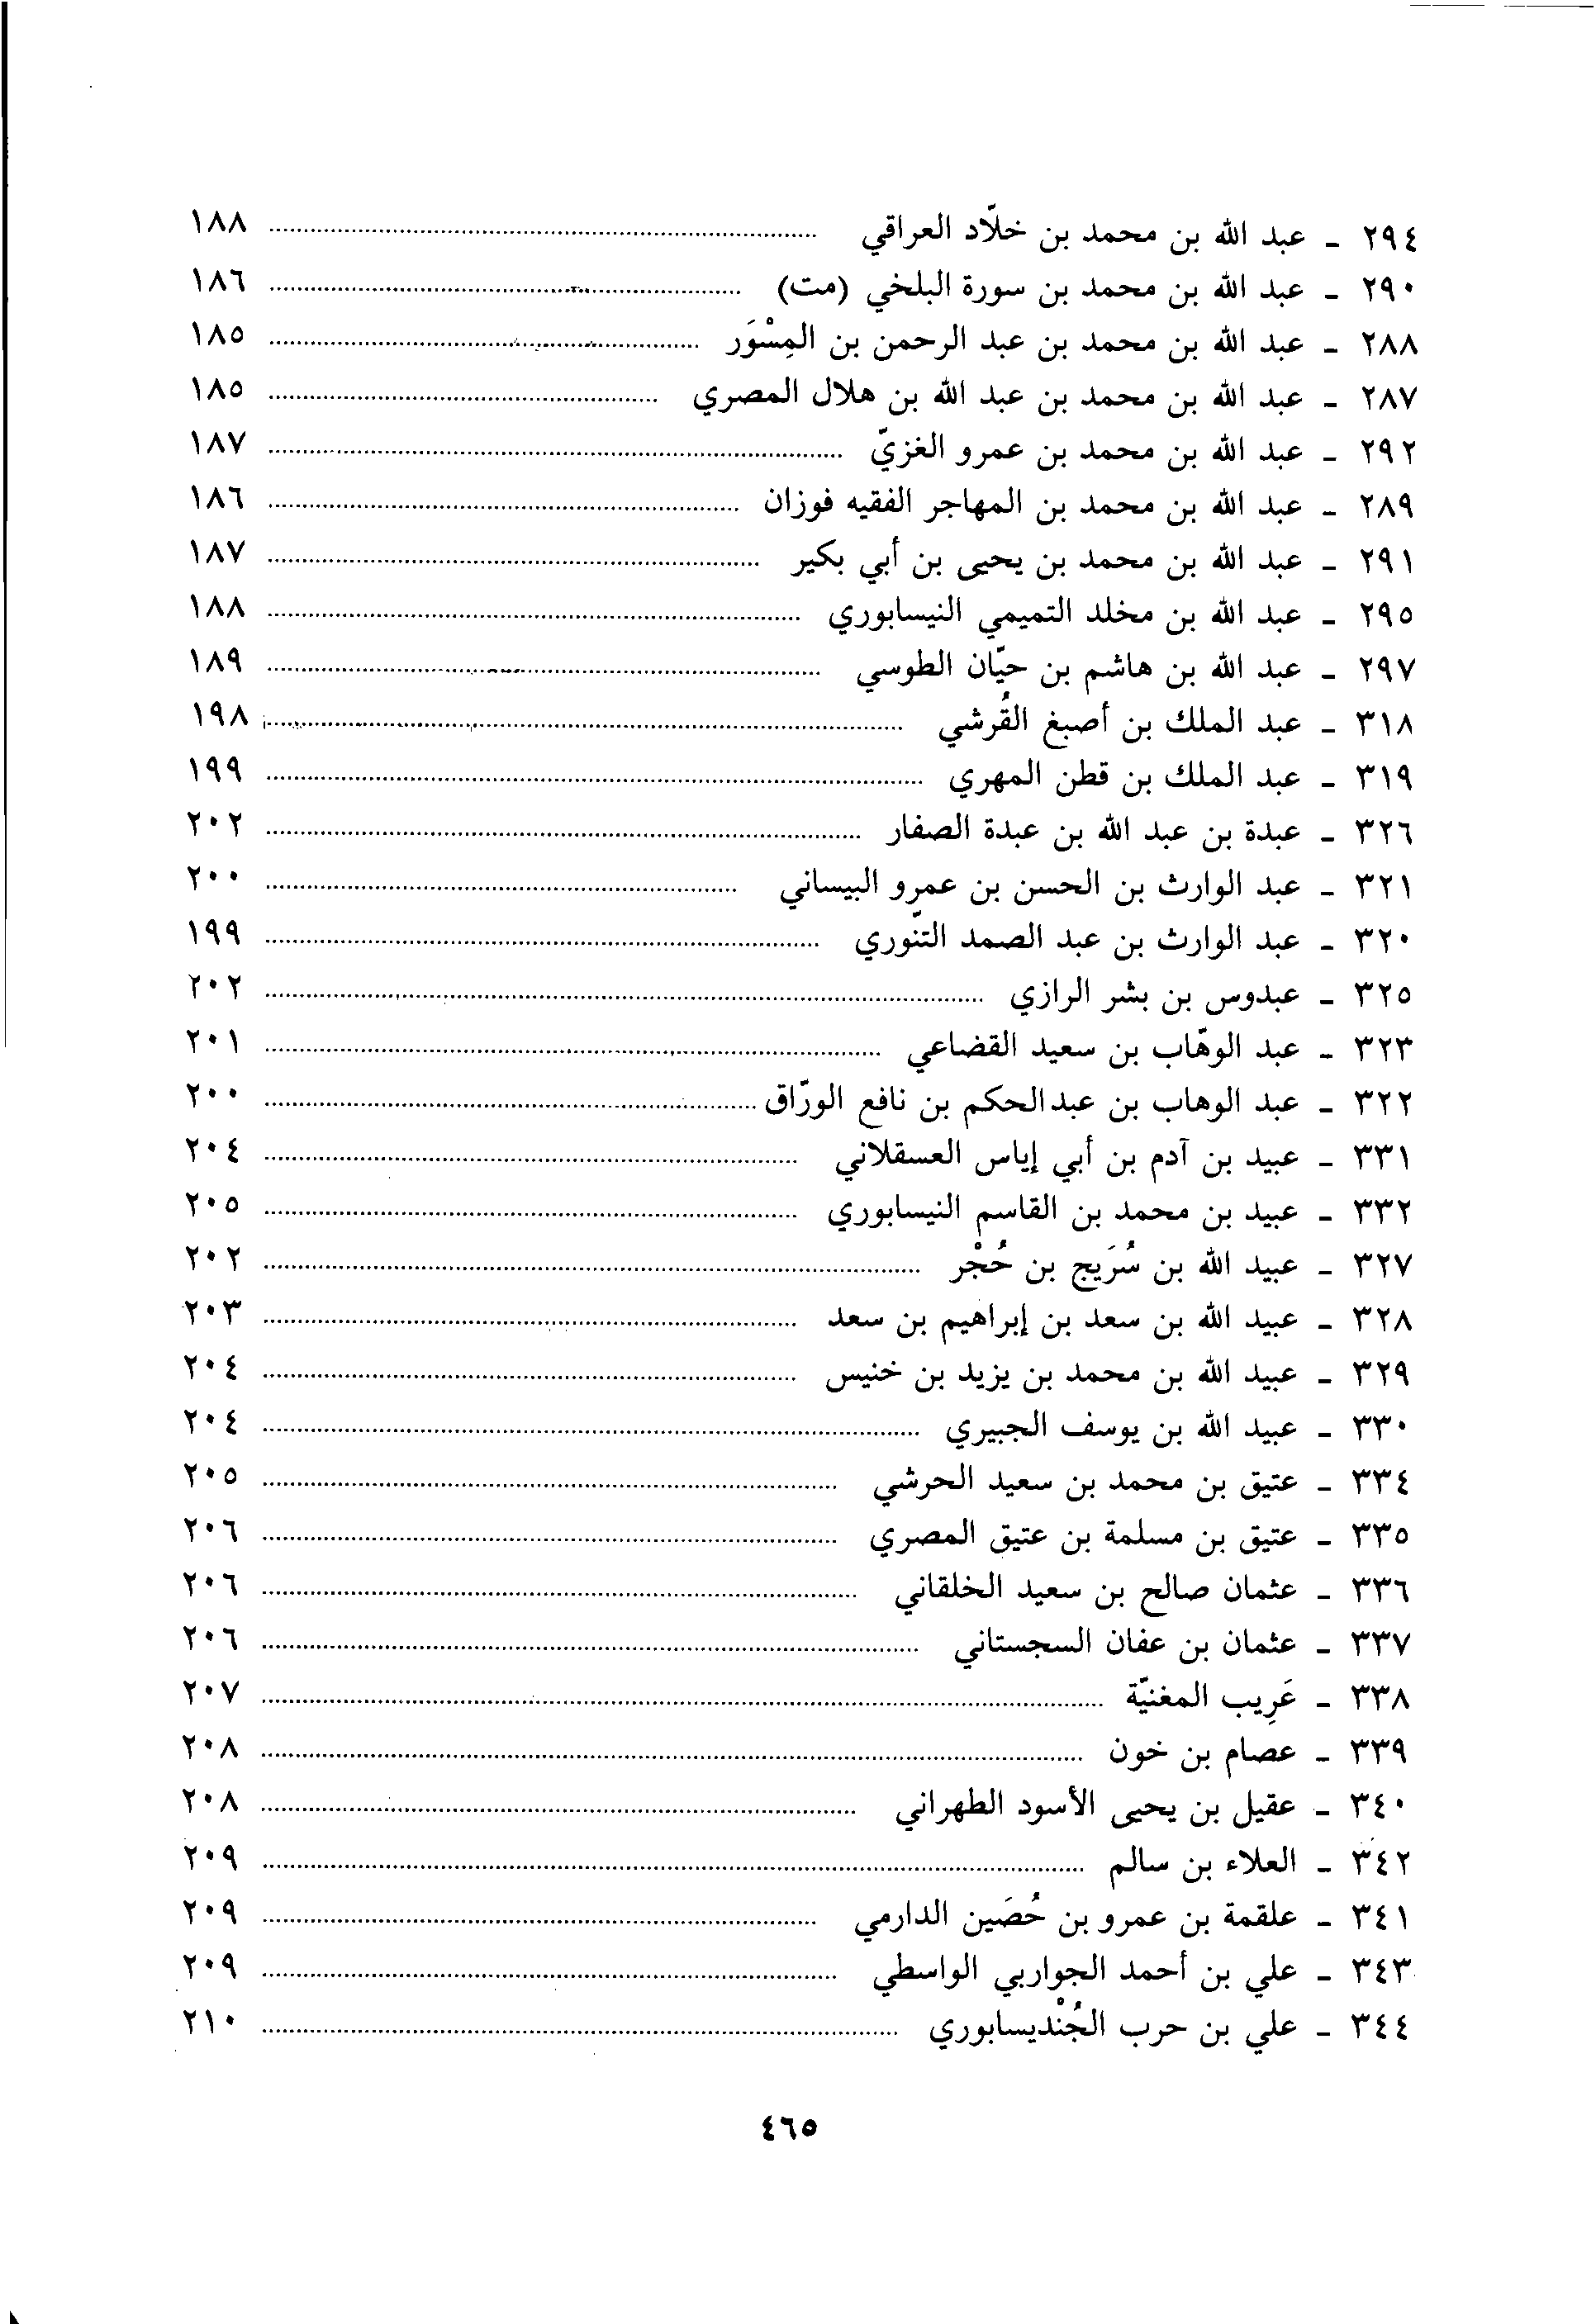 ٢٩٤ - عبد الله بن محمد بن خلّاد العراقي ........ ١٨٨
٢٩٠ - عبد الله بن محمد بن سورة البلخي (مت) ........ ١٨٦
٢٨٨ - عبد الله بن محمد بن عبد الرحمن بن المِسْوَر ........ ١٨٥
٢٨٧ - عبد الله بن محمد بن عبد الله بن هلال المصري ........ ١٨٥
٢٩٢ - عبد الله بن محمد بن عمرو الغزيّ ........ ١٨٧
٢٨٩ - عبد الله بن محمد بن المهاجر الفقيه فوزان ........ ١٨٦
٢٩١ - عبد الله بن محمد بن يحيى بن أبي بكير ........ ١٨٧
٢٩٥ - عبد الله بن مخلد التميمي النيسابوري ........ ١٨٨
٢٩٧ - عبد الله بن هاشم بن حيّان الطوسي ........ ١٨٩
٣١٨ - عبد الملك بن أصبغ القُرشي ........ ١٩٨
٣١٩ - عبد الملك بن قطن المهري ........ ١٩٩
٣٢٦ - عبدة بن عبد الله بن عبدة الصفار ........ ٢٠٢
٣٢١ - عبد الوارث بن الحسن بن عمرو البيساني ........ ٢٠٠
٣٢٠ - عبد الوارث بن عبد الصمد التّنوري ........ ١٩٩
٣٢٥ - عبدوس بن بشر الرازي ........ ٢٠٢
٣٢٣ - عبد الوهّاب بن سعيد القضاعي ........ ٢٠١
٣٢٢ - عبد الوهاب بن عبدالحكم بن نافع الورّاق ........ ٢٠٠
٣٣١ - عبيد بن آدم بن أبي إياس العسقلاني ........ ٢٠٤
٣٣٢ - عبيد بن محمد بن القاسم النيسابوري ........ ٢٠٥
٣٢٧ - عبيد الله بن سُرَيج بن حُجْر ........ ٢٠٢
٣٢٨ - عبيد الله بن سعد بن إبراهيم بن سعد ........ ٢٠٣
٣٢٩ - عبيد الله بن محمد بن يزيد بن خنيس ........ ٢٠٤
٣٣٠ - عبيد الله بن يوسف الجبيري ........ ٢٠٤
٣٣٤ - عتيق بن محمد بن سعيد الحرشي ........ ٢٠٥
٣٣٥ - عتيق بن مسلمة بن عتيق المصري ........ ٢٠٦
٣٣٦ - عثمان صالح بن سعيد الخلقاني ........ ٢٠٦
٣٣٧ - عثمان بن عفان السجستاني ........ ٢٠٦
٣٣٨ - عَرِيب المغنيّة ........ ٢٠٧
٣٣٩ - عصام بن خون ........ ٢٠٨
٣٤٠ - عقيل بن يحيى الأسود الطهراني ........ ٢٠٨
٣٤٢ - العلاء بن سالم ........ ٢٠٩
٣٤١ - علقمة بن عمرو بن حُصَين الدارمي ........ ٢٠٩
٣٤٣ - علي بن أحمد الجواربي الواسطي ........ ٢٠٩
٣٤٤ - علي بن حرب الجُنْديسابوري ........ ٢١٠
٤٦٥